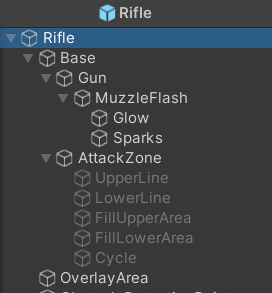 Rifle
Rifle
Base
Gun
MuzzleFlash
Glow
Sparks
AttackZone
UpperLine
LowerLine
FillUpperArea
FillLowerArea
Cycle
OverlayArea